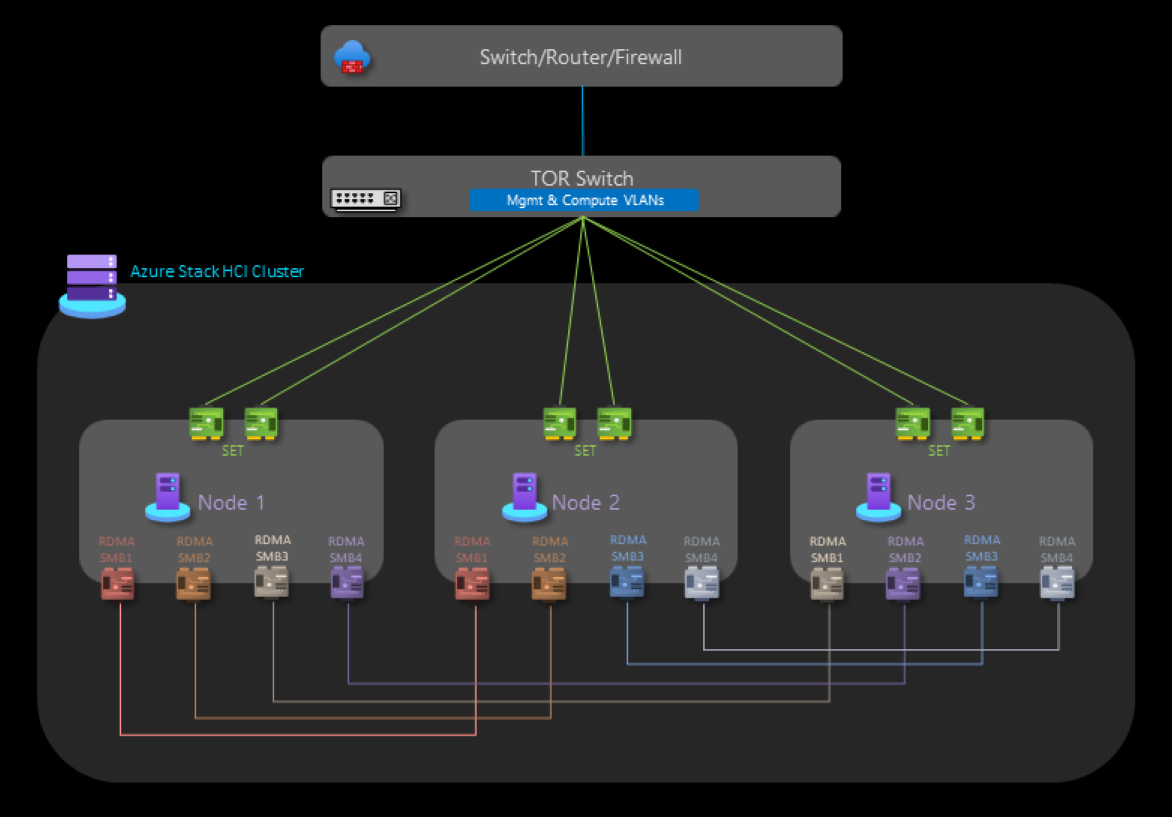 Switch/Router/Firewall
TOR Switch
Mgmt & Compute VLANs
Azure Stack HCI Cluster
SET
SET
SET
Node 1
Node 2
Node 3
RDMA
SMB1
RDMA
SMB2
RDMA
SMB3
RDMA
SMB4
RDMA
SMB1
RDMA
SMB2
RDMA
SMB3
RDMA
SMB4
RDMA
SMB1
RDMA
SMB2
RDMA
SMB3
RDMA
SMB4